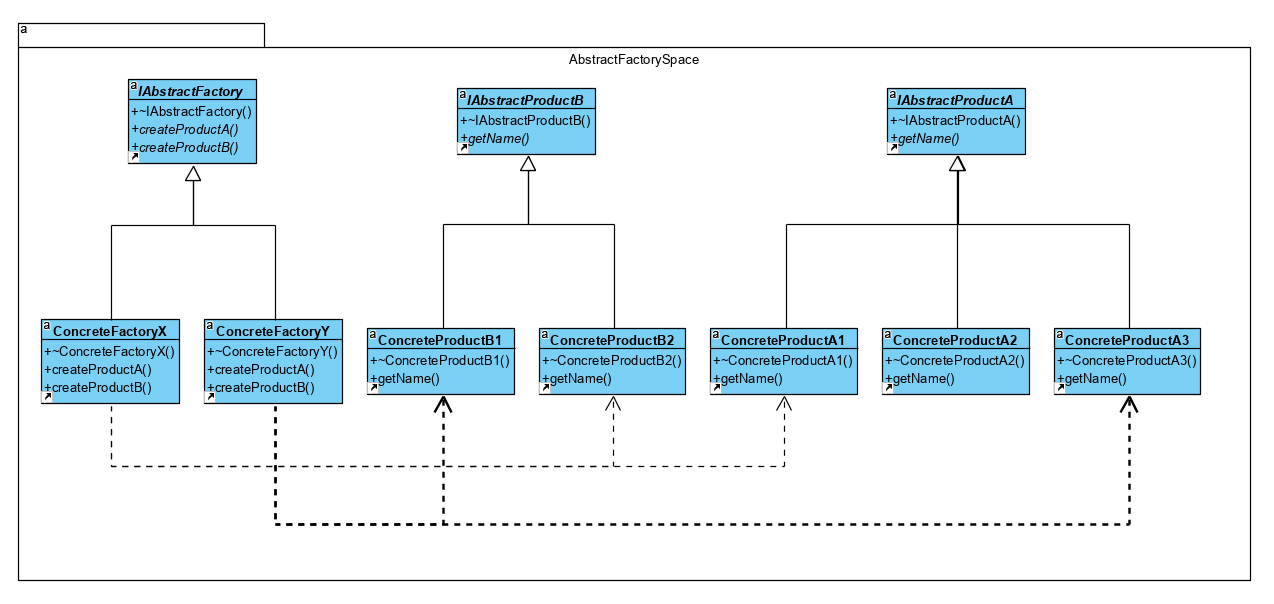 a
AbstractFactorySpace
a
IAbstractFactory
+~IAbstractFactory()
+createProductA()
+createProductB()
a
IAbstractProductB
+~IAbstractProductB()
+getName()
a
IAbstractProductA
+~IAbstractProductA()
+getName()
a
ConcreteFactoryX
+~ConcreteFactoryX()
+createProductA()
+createProductB()
a
ConcreteFactoryY
+~ConcreteFactoryY()
+createProductA()
+createProductB()
a
ConcreteProductB1
+~ConcreteProductB1()
+getName()
a
ConcreteProductB2
+~ConcreteProductB2()
+getName()
a
ConcreteProductA1
+~ConcreteProductA1()
+getName()
a
ConcreteProductA2
+~ConcreteProductA2()
+getName()
a
ConcreteProductA3
+~ConcreteProductA3()
+getName()